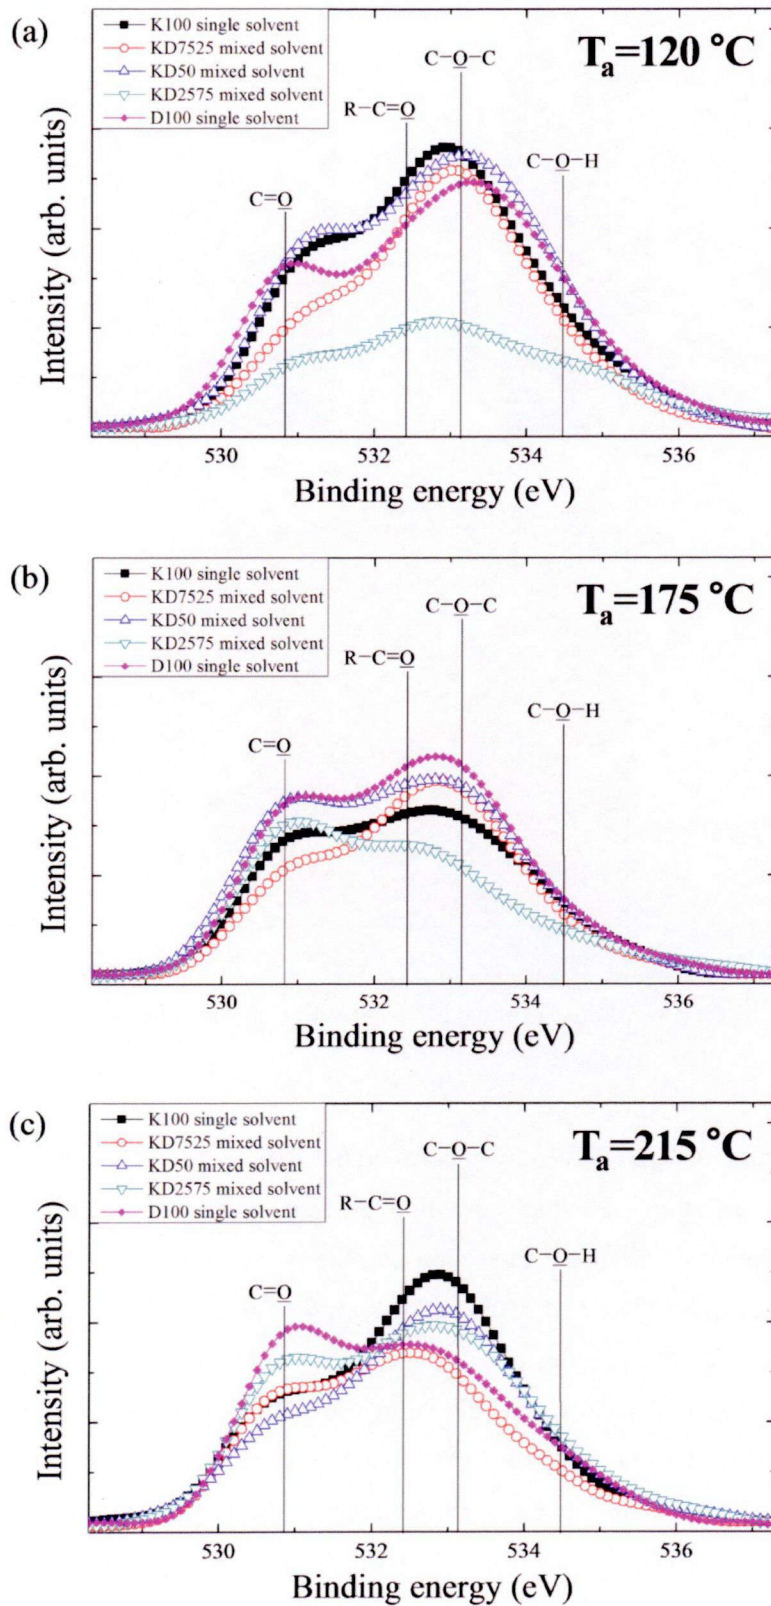 (a)
K100 single solvent
KD7525 mixed solvent
KD50 mixed solvent
KD2575 mixed solvent
D100 single solvent
Tₐ=120 °C
C–O–C
R–C=O
C–O–H
C=O
Intensity (arb. units)
530 532 534 536
Binding energy (eV)
(b)
K100 single solvent
KD7525 mixed solvent
KD50 mixed solvent
KD2575 mixed solvent
D100 single solvent
Tₐ=175 °C
C–O–C
R–C=O
C–O–H
C=O
Intensity (arb. units)
530 532 534 536
Binding energy (eV)
(c)
K100 single solvent
KD7525 mixed solvent
KD50 mixed solvent
KD2575 mixed solvent
D100 single solvent
Tₐ=215 °C
C–O–C
R–C=O
C–O–H
C=O
Intensity (arb. units)
530 532 534 536
Binding energy (eV)